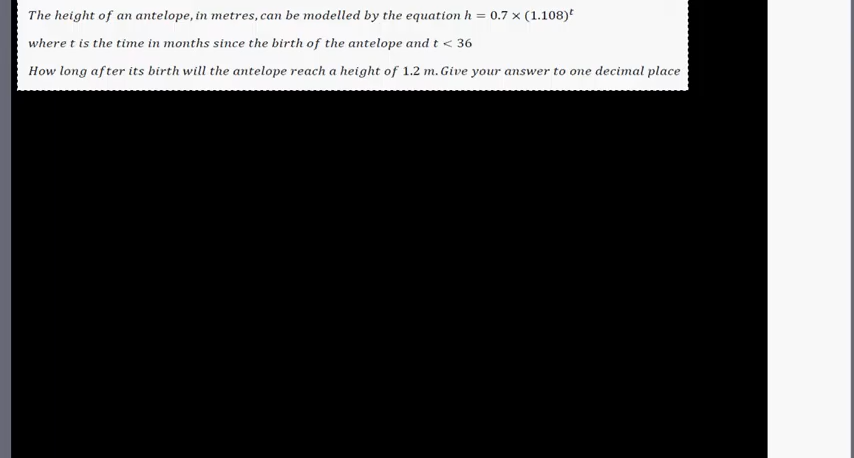 The height of an antelope, in metres, can be modelled by the equation h = 0.7 × (1.108)ᵗ
where t is the time in months since the birth of the antelope and t < 36
How long after its birth will the antelope reach a height of 1.2 m. Give your answer to one decimal place